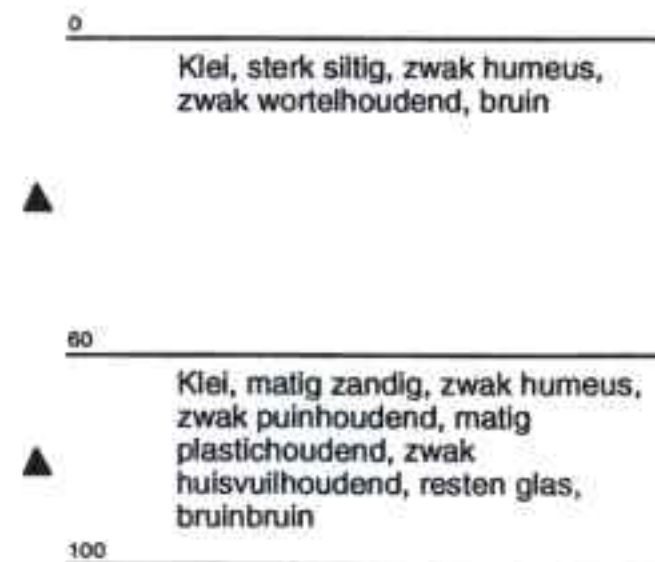 0
Klei, sterk siltig, zwak humeus,
zwak wortelhoudend, bruin
60
Klei, matig zandig, zwak humeus,
zwak puinhoudend, matig
plastichoudend, zwak
huisvuilhoudend, resten glas,
bruinbruin
100